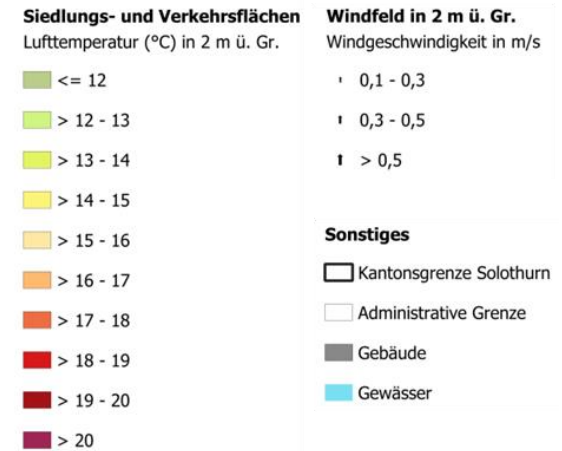 Siedlungs- und Verkehrsflächen
Lufttemperatur (°C) in 2 m ü. Gr.
<= 12
> 12 - 13
> 13 - 14
> 14 - 15
> 15 - 16
> 16 - 17
> 17 - 18
> 18 - 19
> 19 - 20
> 20
Windfeld in 2 m ü. Gr.
Windgeschwindigkeit in m/s
0,1 - 0,3
0,3 - 0,5
> 0,5
Sonstiges
Kantonsgrenze Solothurn
Administrative Grenze
Gebäude
Gewässer